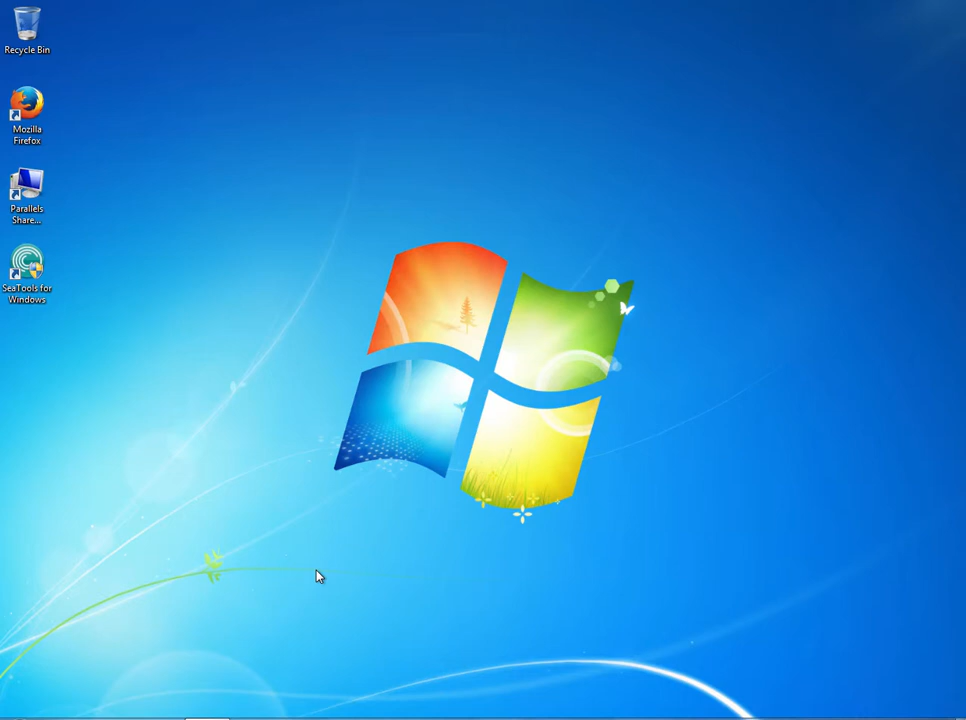 Recycle Bin
Mozilla
Firefox
Parallels
Share...
SeaTools for
Windows